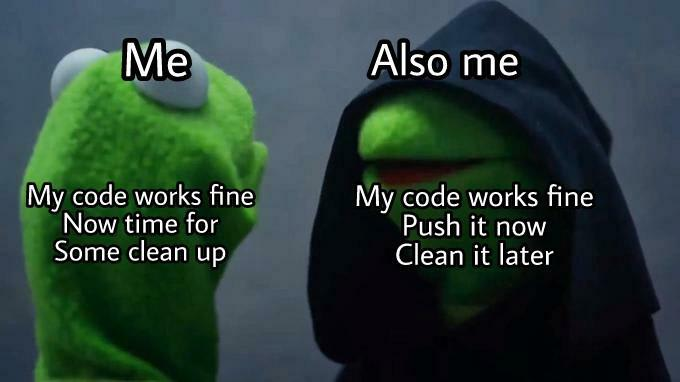 Me
My code works fine
Now time for
Some clean up
Also me
My code works fine
Push it now
Clean it later